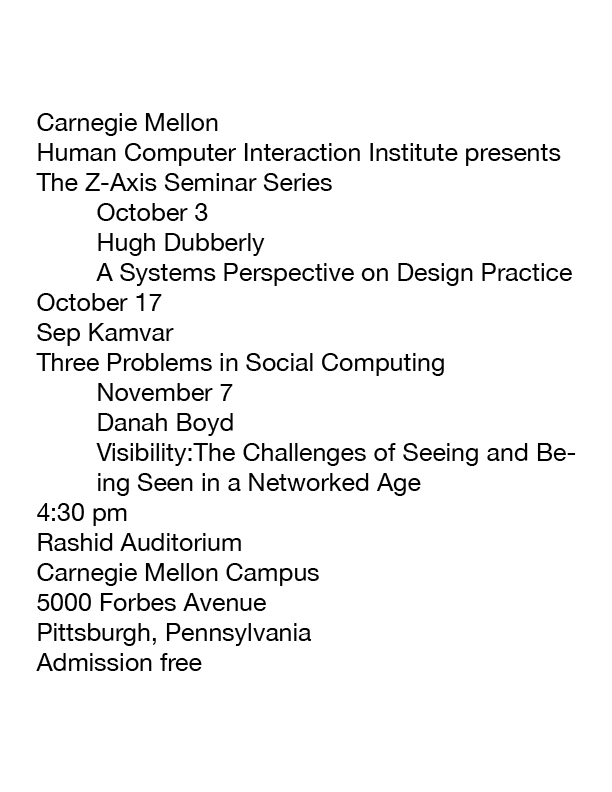 Carnegie Mellon
Human Computer Interaction Institute presents
The Z-Axis Seminar Series
October 3
Hugh Dubberly
A Systems Perspective on Design Practice
October 17
Sep Kamvar
Three Problems in Social Computing
November 7
Danah Boyd
Visibility:The Challenges of Seeing and Be-
ing Seen in a Networked Age
4:30 pm
Rashid Auditorium
Carnegie Mellon Campus
5000 Forbes Avenue
Pittsburgh, Pennsylvania
Admission free